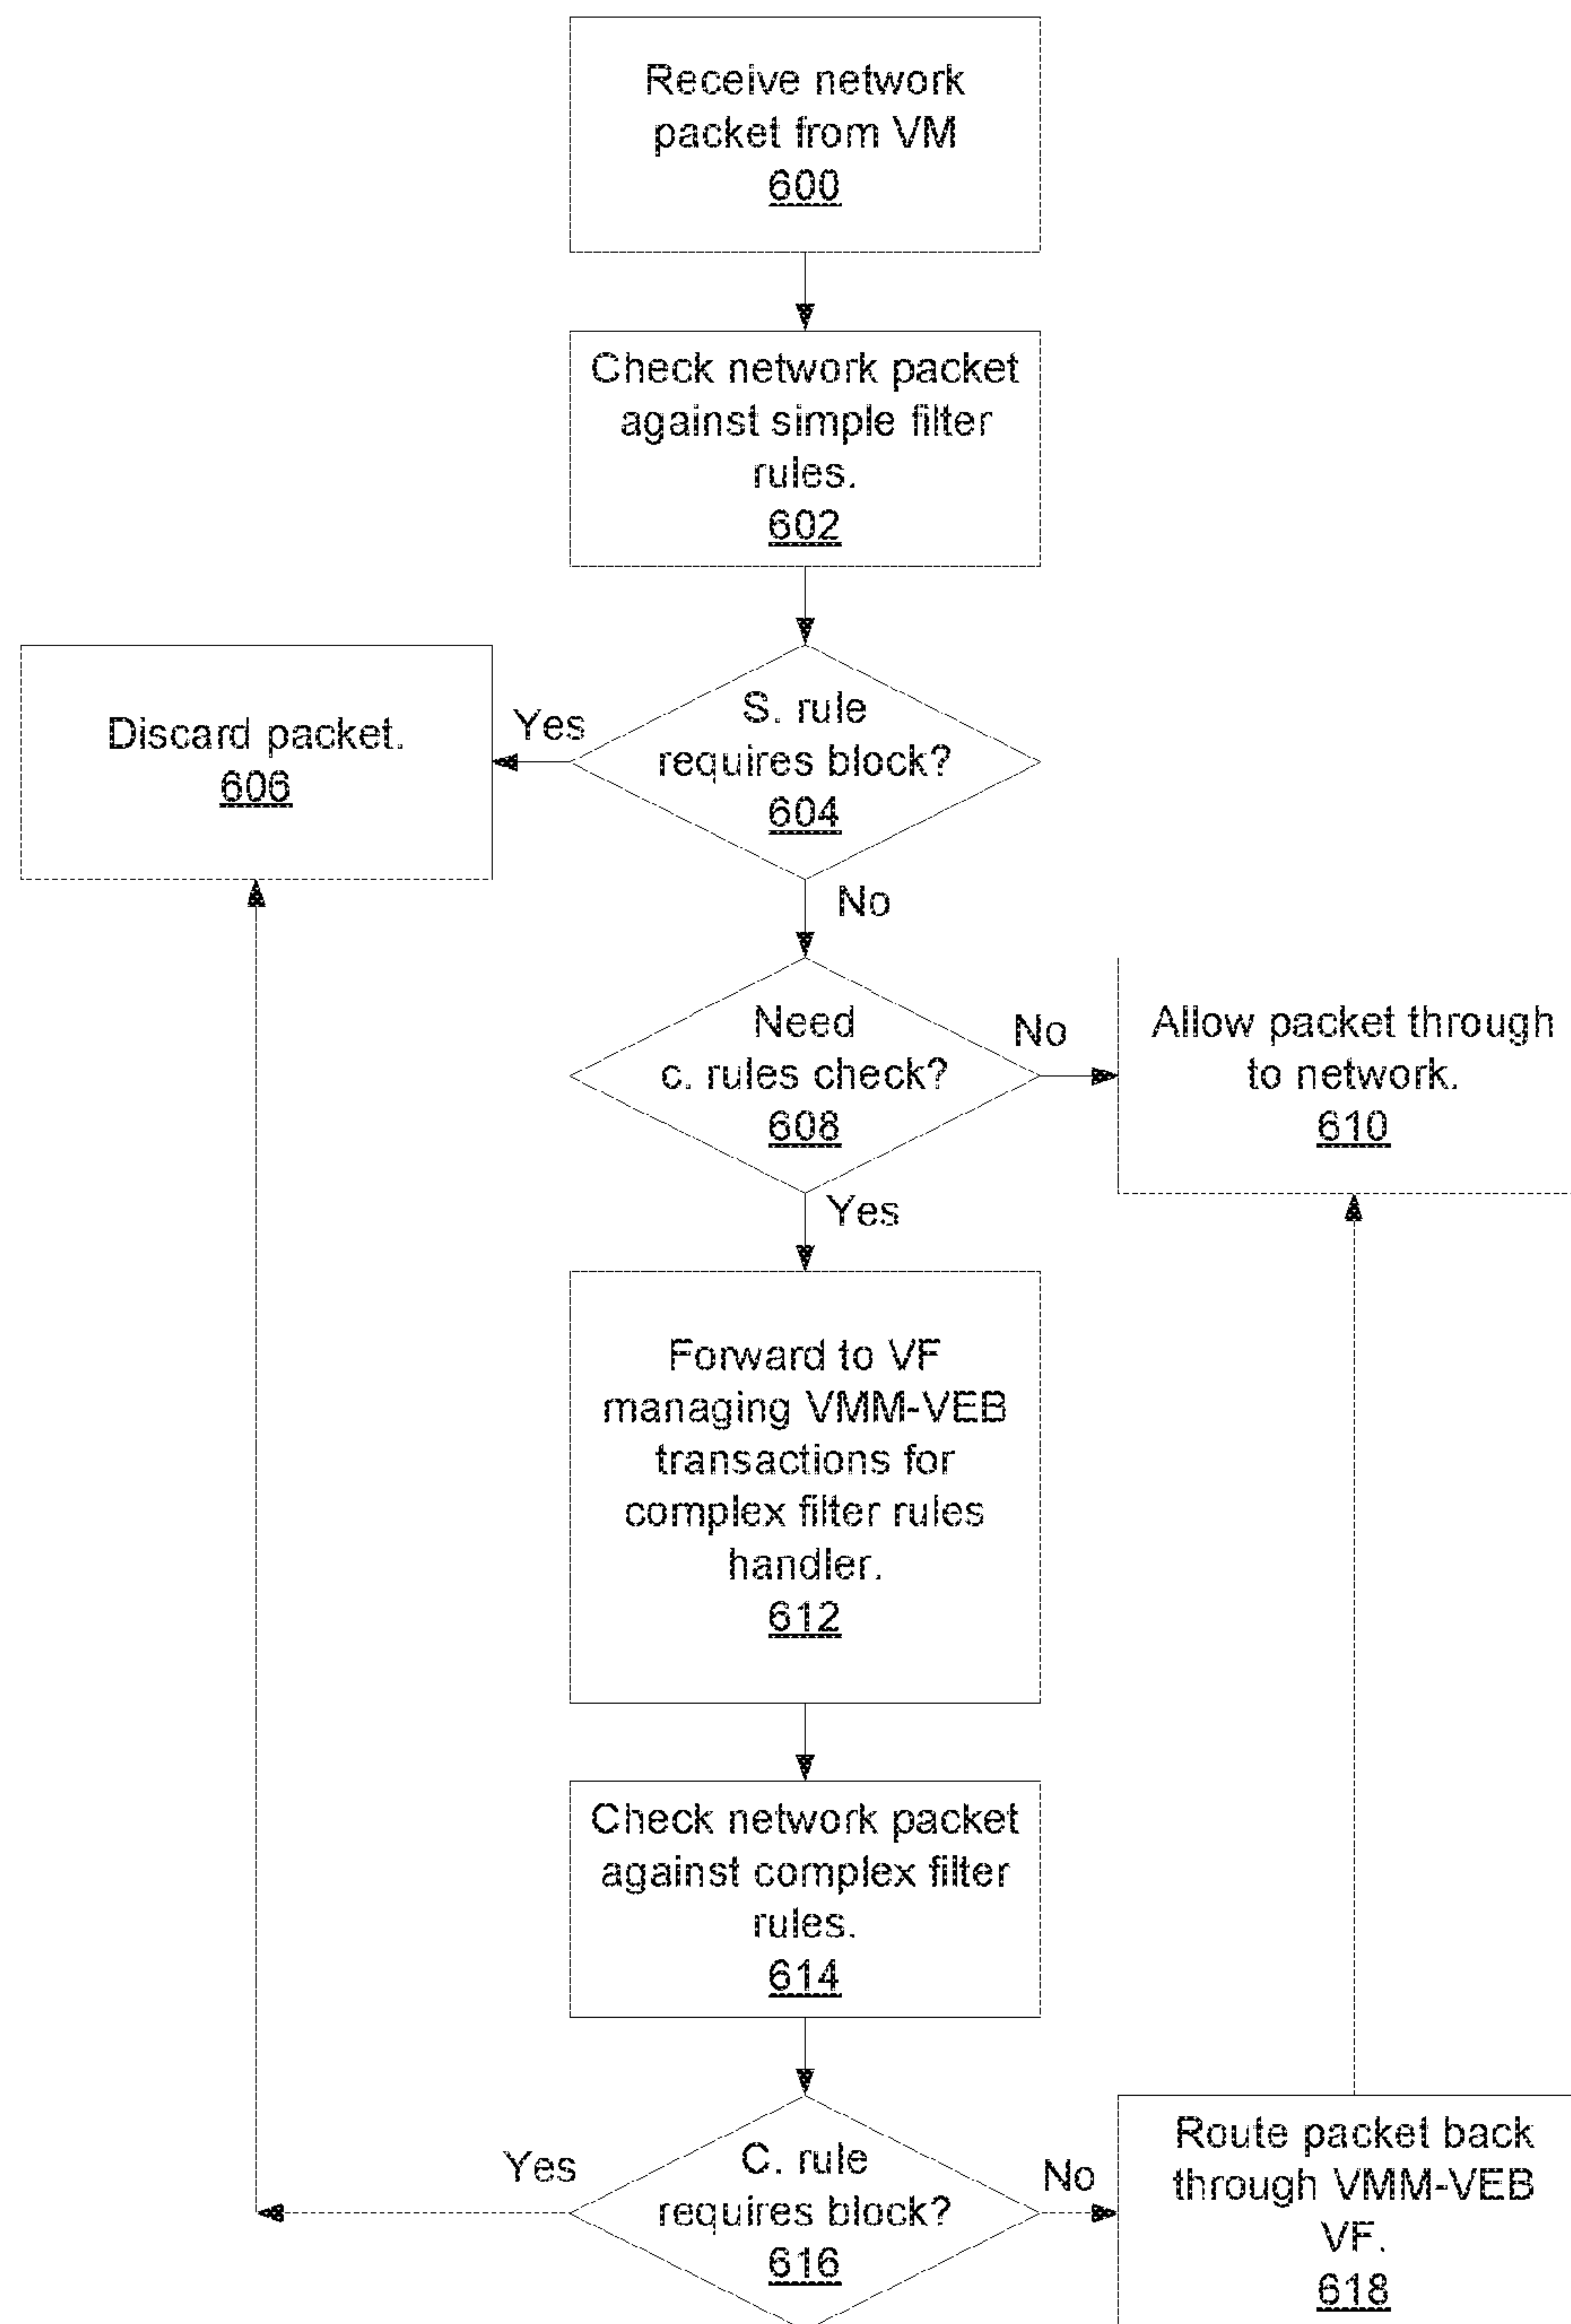 Receive network
packet from VM
600
Check network packet
against simple filter
rules.
602
S. rule
requires block?
604
Yes
Discard packet.
606
No
Need
c. rules check?
608
No
Allow packet through
to network.
610
Yes
Forward to VF
managing VMM-VEB
transactions for
complex filter rules
handler.
612
Check network packet
against complex filter
rules.
614
C. rule
requires block?
616
Yes
No
Route packet back
through VMM-VEB
VF.
618